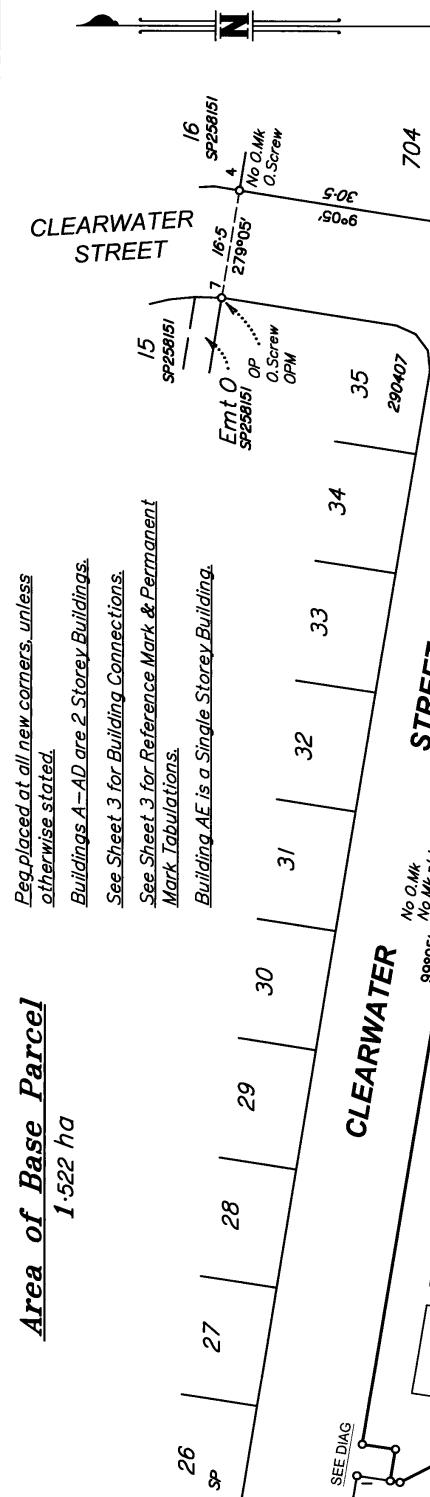 N
16
SP258151
4
No O.Mk
O.Screw
704
CLEARWATER
STREET
16·5
279°05'
30·5
9°05'
7
15
SP258151
Emt O
SP258151
OP
O.Screw
OPM
35
290407
34
33
32
31
30
29
28
27
26
SP
Peg placed at all new corners, unless
otherwise stated.
Buildings A–AD are 2 Storey Buildings.
See Sheet 3 for Building Connections.
See Sheet 3 for Reference Mark & Permanent
Mark Tabulations.
Building AE is a Single Storey Building.
Area of Base Parcel
1·522 ha
CLEARWATER
STREET
No O.Mk
SEE DIAG
1